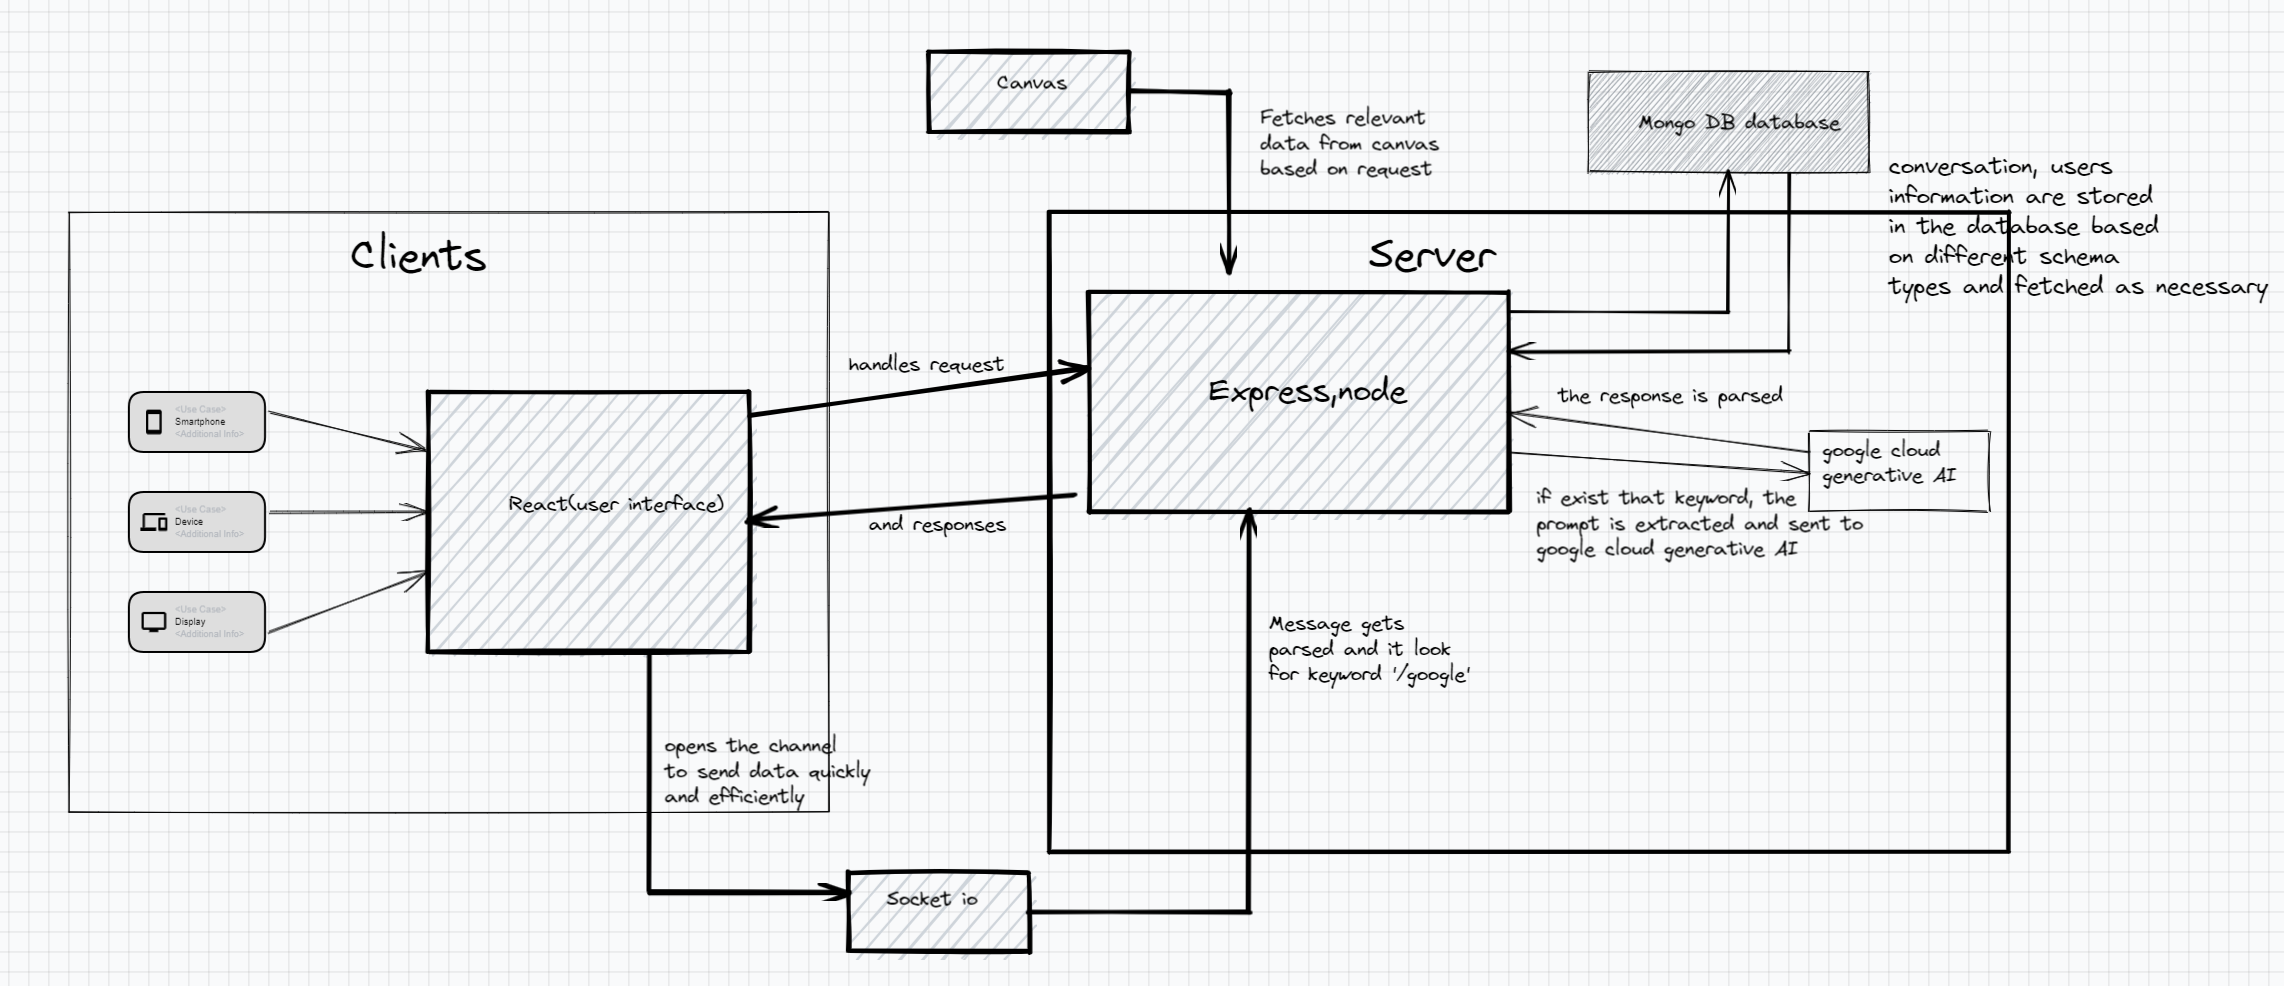 Canvas
Fetches relevant
data from canvas
based on request
Mongo DB database
conversation, users
information are stored
in the database based
on different schema
types and fetched as necessary
Clients
Server
<Use Case>
Smartphone
<Additional Info>
<Use Case>
Device
<Additional Info>
<Use Case>
Display
<Additional Info>
React(user interface)
handles request
and responses
Express,node
the response is parsed
google cloud
generative AI
if exist that keyword, the
prompt is extracted and sent to
google cloud generative AI
Message gets
parsed and it look
for keyword '/google'
opens the channel
to send data quickly
and efficiently
Socket io